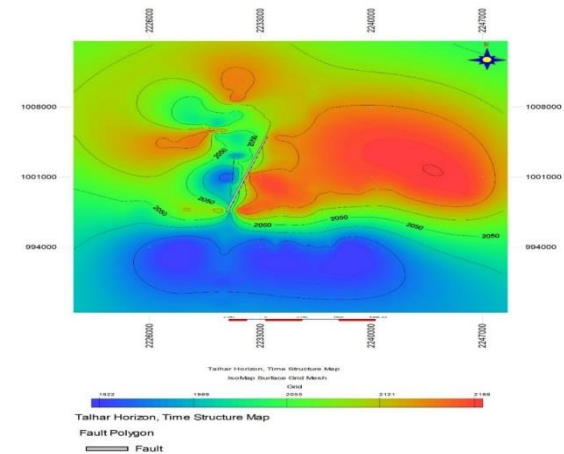 2226000 2233000 2240000 2247000
1008000 1008000
2050 2050
1001000 1001000
2050 2050
2050 2050 2050 2050
994000 994000
2226000 2233000 2240000 2247000
Talhar Horizon, Time Structure Map
IsoMap Surface Grid Mesh
Grid
1922 1989 2055 2121 2188
Talhar Horizon, Time Structure Map
Fault Polygon
Fault